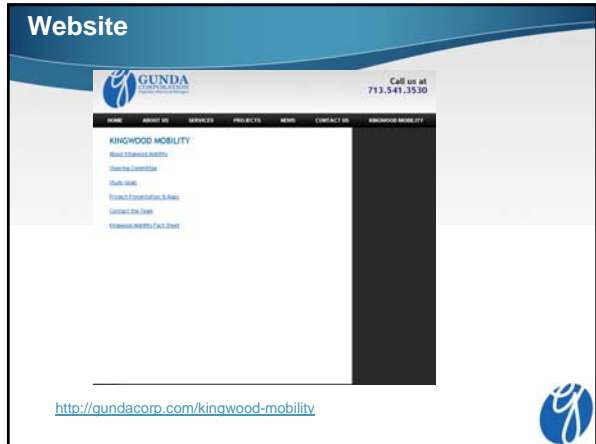 Website
GUNDA
CORPORATION
Call us at
713.541.3530
HOME ABOUT US SERVICES PROJECTS NEWS CONTACT US KINGWOOD MOBILITY
KINGWOOD MOBILITY
About Kingwood Mobility
Steering Committee
Study Goals
Project Presentation & Maps
Contact the Team
Kingwood Mobility Fact Sheet
http://gundacorp.com/kingwood-mobility